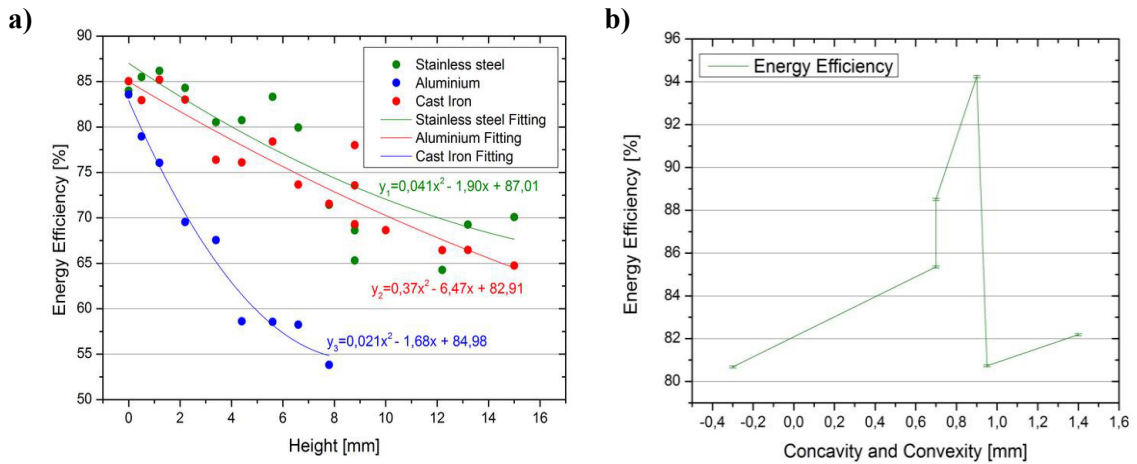 a)
Energy Efficiency [%]
90
85
80
75
70
65
60
55
50
0 2 4 6 8 10 12 14 16
Height [mm]
Stainless steel
Aluminium
Cast Iron
Stainless steel Fitting
Aluminium Fitting
Cast Iron Fitting
y1=0,041x2 - 1,90x + 87,01
y2=0,37x2 - 6,47x + 82,91
y3=0,021x2 - 1,68x + 84,98
b)
Energy Efficiency [%]
96
94
92
90
88
86
84
82
80
-0,4 -0,2 0,0 0,2 0,4 0,6 0,8 1,0 1,2 1,4 1,6
Concavity and Convexity [mm]
Energy Efficiency